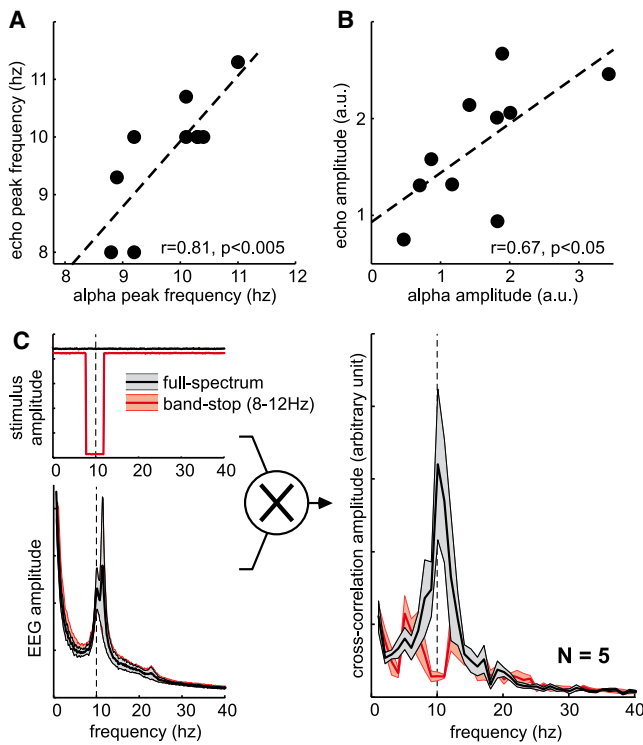 A
echo peak frequency (hz)
11
10
9
8
8 9 10 11 12
r=0.81, p<0.005
alpha peak frequency (hz)
B
echo amplitude (a.u.)
2
1
0 1 2 3
r=0.67, p<0.05
alpha amplitude (a.u.)
C
stimulus
amplitude
full-spectrum
band-stop (8-12Hz)
0 10 20 30 40
EEG amplitude
0 10 20 30 40
frequency (hz)
cross-correlation amplitude (arbitrary unit)
N = 5
0 10 20 30 40
frequency (hz)